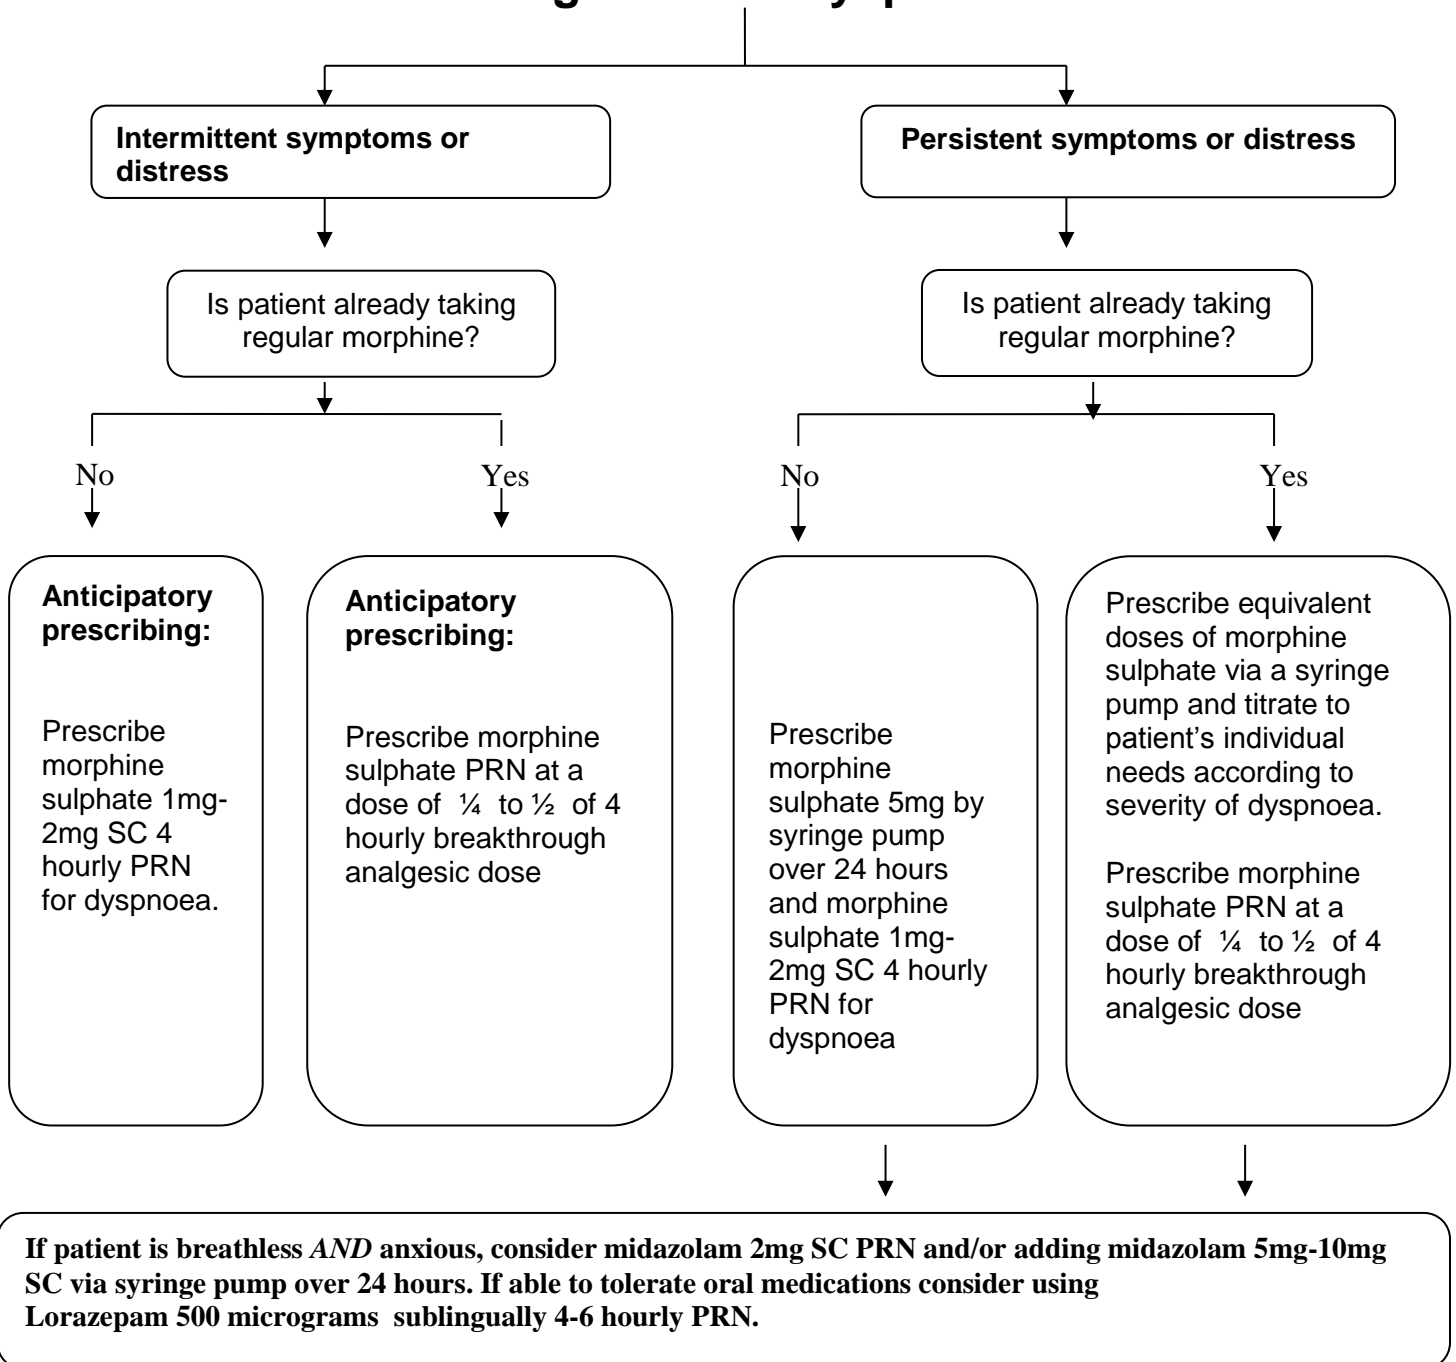 Intermittent symptoms or
distress
Persistent symptoms or distress
Is patient already taking
regular morphine?
Is patient already taking
regular morphine?
No
Yes
No
Yes
Anticipatory
prescribing:
Prescribe
morphine
sulphate 1mg-
2mg SC 4
hourly PRN
for dyspnoea.
Anticipatory
prescribing:
Prescribe morphine
sulphate PRN at a
dose of ¼ to ½ of 4
hourly breakthrough
analgesic dose
Prescribe
morphine
sulphate 5mg by
syringe pump
over 24 hours
and morphine
sulphate 1mg-
2mg SC 4 hourly
PRN for
dyspnoea
Prescribe equivalent
doses of morphine
sulphate via a syringe
pump and titrate to
patient’s individual
needs according to
severity of dyspnoea.
Prescribe morphine
sulphate PRN at a
dose of ¼ to ½ of 4
hourly breakthrough
analgesic dose
If patient is breathless AND anxious, consider midazolam 2mg SC PRN and/or adding midazolam 5mg-10mg
SC via syringe pump over 24 hours. If able to tolerate oral medications consider using
Lorazepam 500 micrograms sublingually 4-6 hourly PRN.